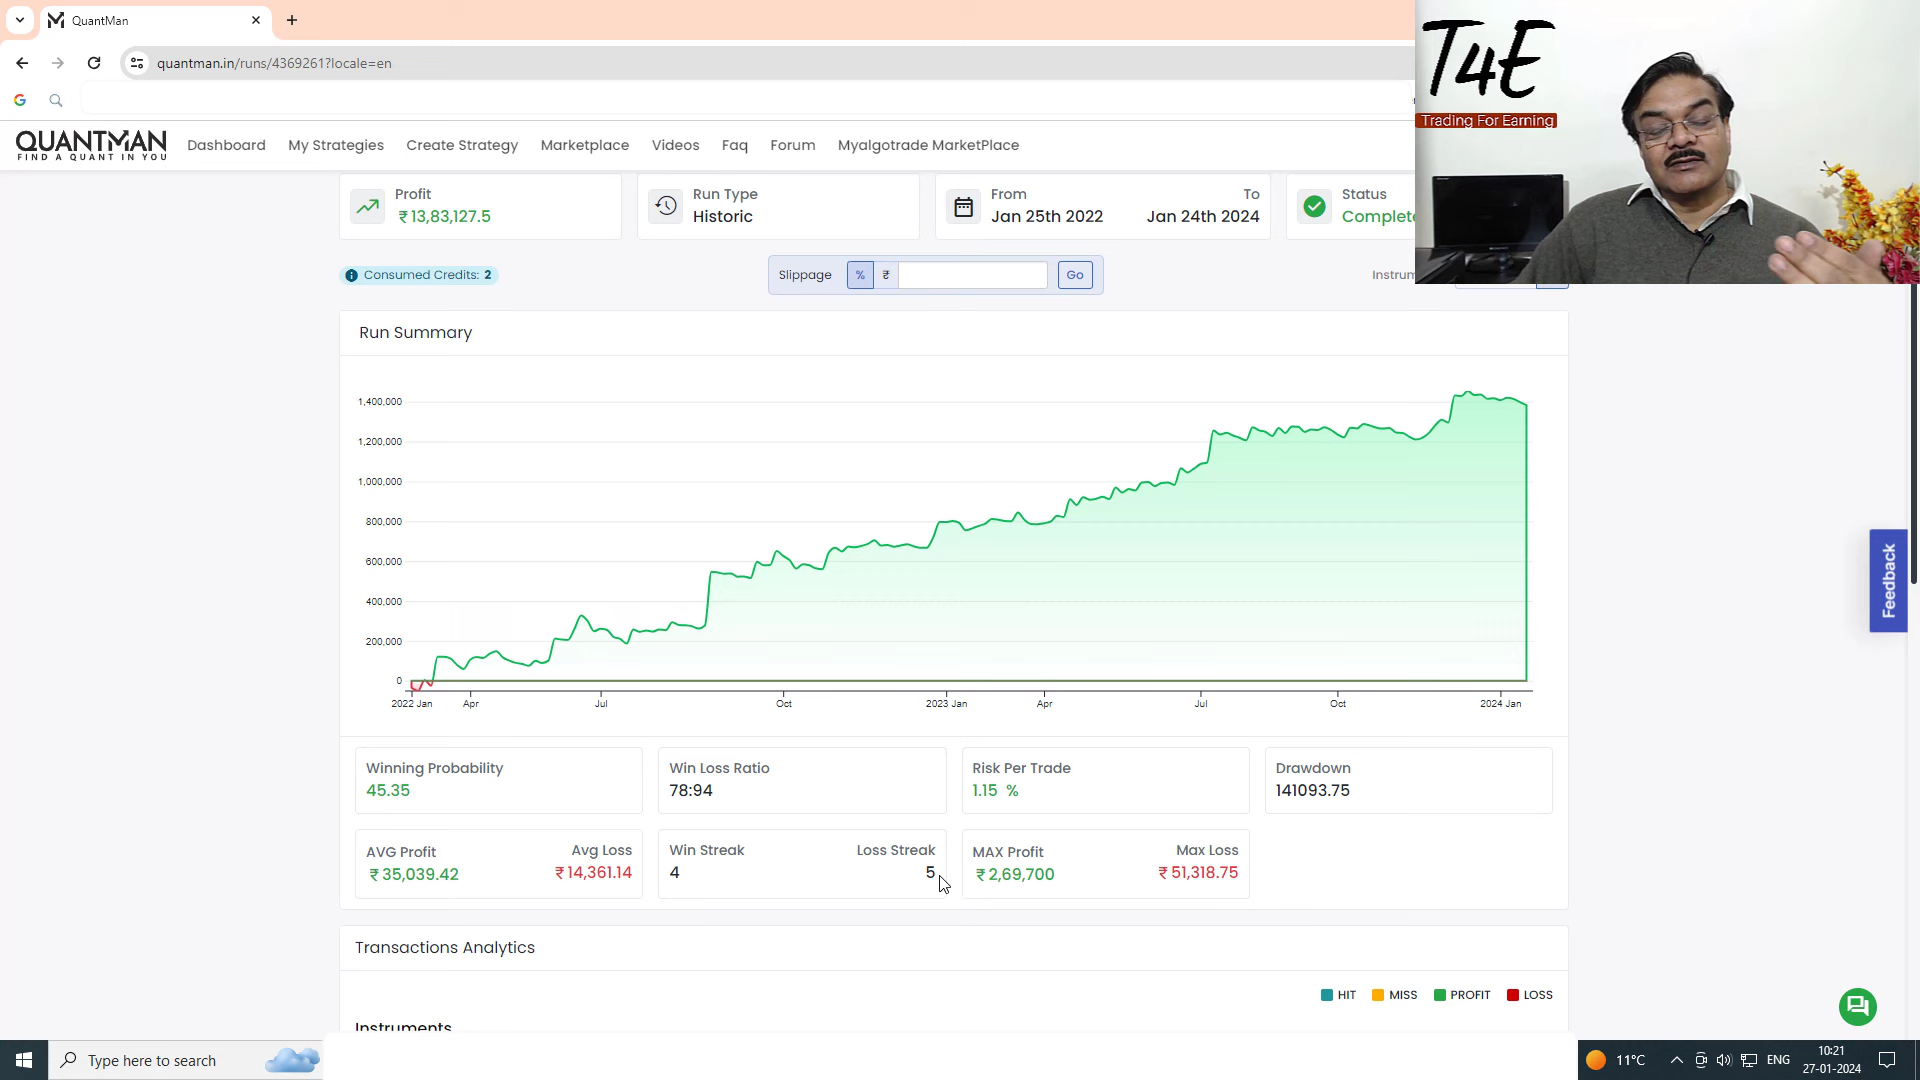 QuantMan
quantman.in/runs/4369261?locale=en
T4E
Trading For Earning
QUANTMAN
FIND A QUANT IN YOU
Dashboard My Strategies Create Strategy Marketplace Videos Faq Forum Myalgotrade MarketPlace
Profit
₹ 13,83,127.5
Run Type
Historic
From To
Jan 25th 2022 Jan 24th 2024
Status
Complete
Consumed Credits: 2
Slippage % ₹ Go
Run Summary
1,400,000
1,200,000
1,000,000
800,000
600,000
400,000
200,000
0
2022 Jan Apr Jul Oct 2023 Jan Apr Jul Oct 2024 Jan
Winning Probability
45.35
Win Loss Ratio
78:94
Risk Per Trade
1.15 %
Drawdown
141093.75
AVG Profit Avg Loss
₹ 35,039.42 ₹ 14,361.14
Win Streak Loss Streak
4 5
MAX Profit Max Loss
₹ 2,69,700 ₹ 51,318.75
Feedback
Transactions Analytics
HIT MISS PROFIT LOSS
Instruments
Type here to search
11°C ENG
10:21
27-01-2024